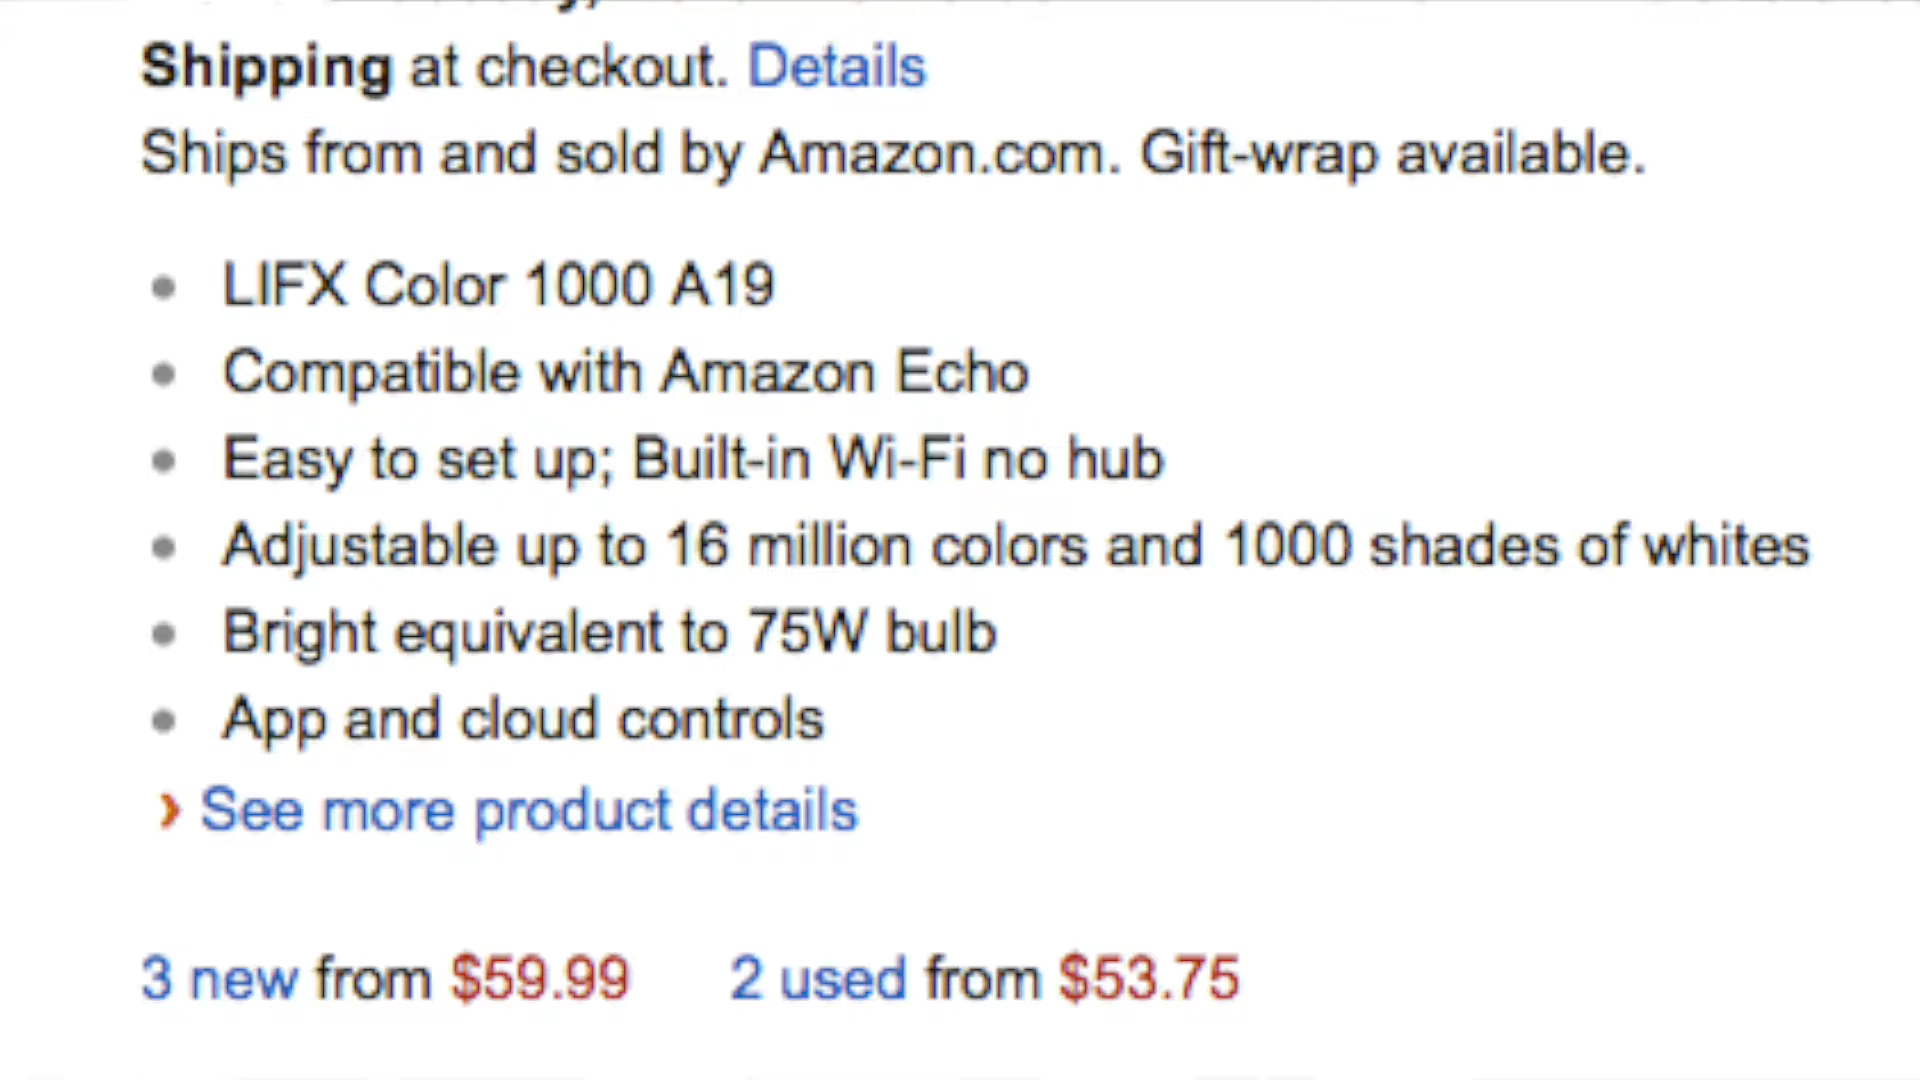 Shipping at checkout. Details
Ships from and sold by Amazon.com. Gift-wrap available.
LIFX Color 1000 A19
Compatible with Amazon Echo
Easy to set up; Built-in Wi-Fi no hub
Adjustable up to 16 million colors and 1000 shades of whites
Bright equivalent to 75W bulb
App and cloud controls
› See more product details
3 new from $59.99 2 used from $53.75